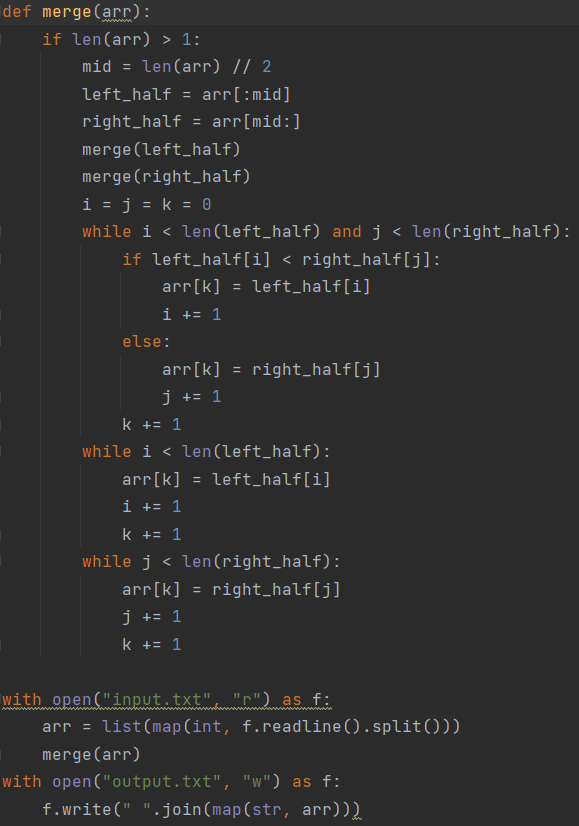 def merge(arr):
    if len(arr) > 1:
        mid = len(arr) // 2
        left_half = arr[:mid]
        right_half = arr[mid:]
        merge(left_half)
        merge(right_half)
        i = j = k = 0
        while i < len(left_half) and j < len(right_half):
            if left_half[i] < right_half[j]:
                arr[k] = left_half[i]
                i += 1
            else:
                arr[k] = right_half[j]
                j += 1
            k += 1
        while i < len(left_half):
            arr[k] = left_half[i]
            i += 1
            k += 1
        while j < len(right_half):
            arr[k] = right_half[j]
            j += 1
            k += 1

with open("input.txt", "r") as f:
    arr = list(map(int, f.readline().split()))
    merge(arr)
with open("output.txt", "w") as f:
    f.write(" ".join(map(str, arr)))